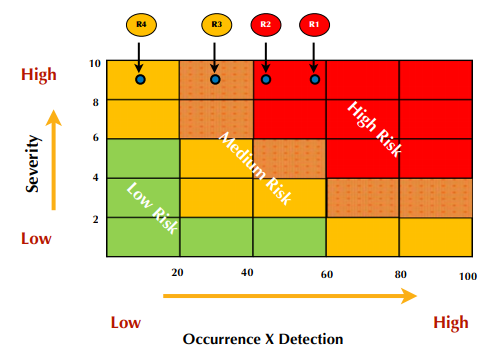 R4 R3 R2 R1
10
High
8
6
Severity
4
2
Low
High Risk
Medium Risk
Low Risk
20 40 60 80 100
Low High
Occurrence X Detection